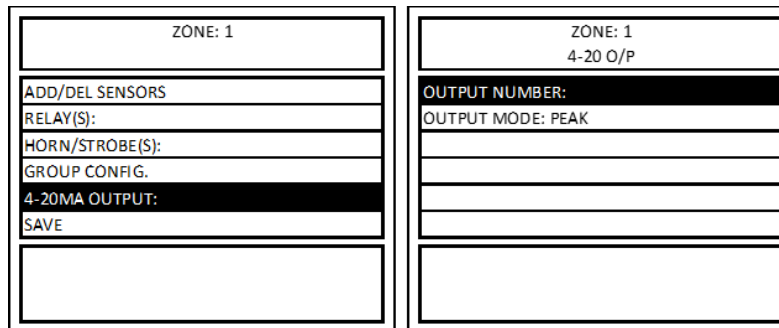 ZONE: 1
ADD/DEL SENSORS
RELAY(S):
HORN/STROBE(S):
GROUP CONFIG.
4-20MA OUTPUT:
SAVE
ZONE: 1
4-20 O/P
OUTPUT NUMBER:
OUTPUT MODE: PEAK